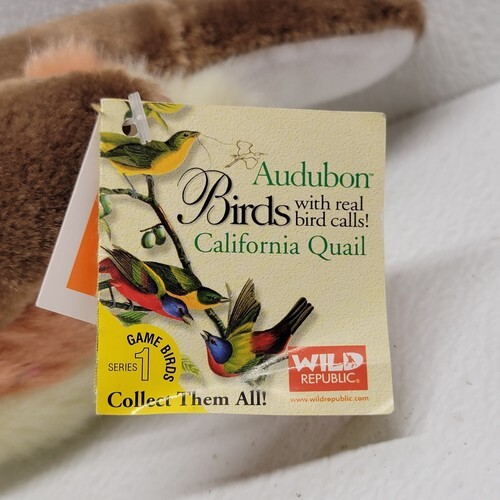 Audubon™
Birds with real
bird calls!
California Quail
GAME BIRDS
SERIES 1
Collect Them All!
WILD
REPUBLIC®
www.wildrepublic.com